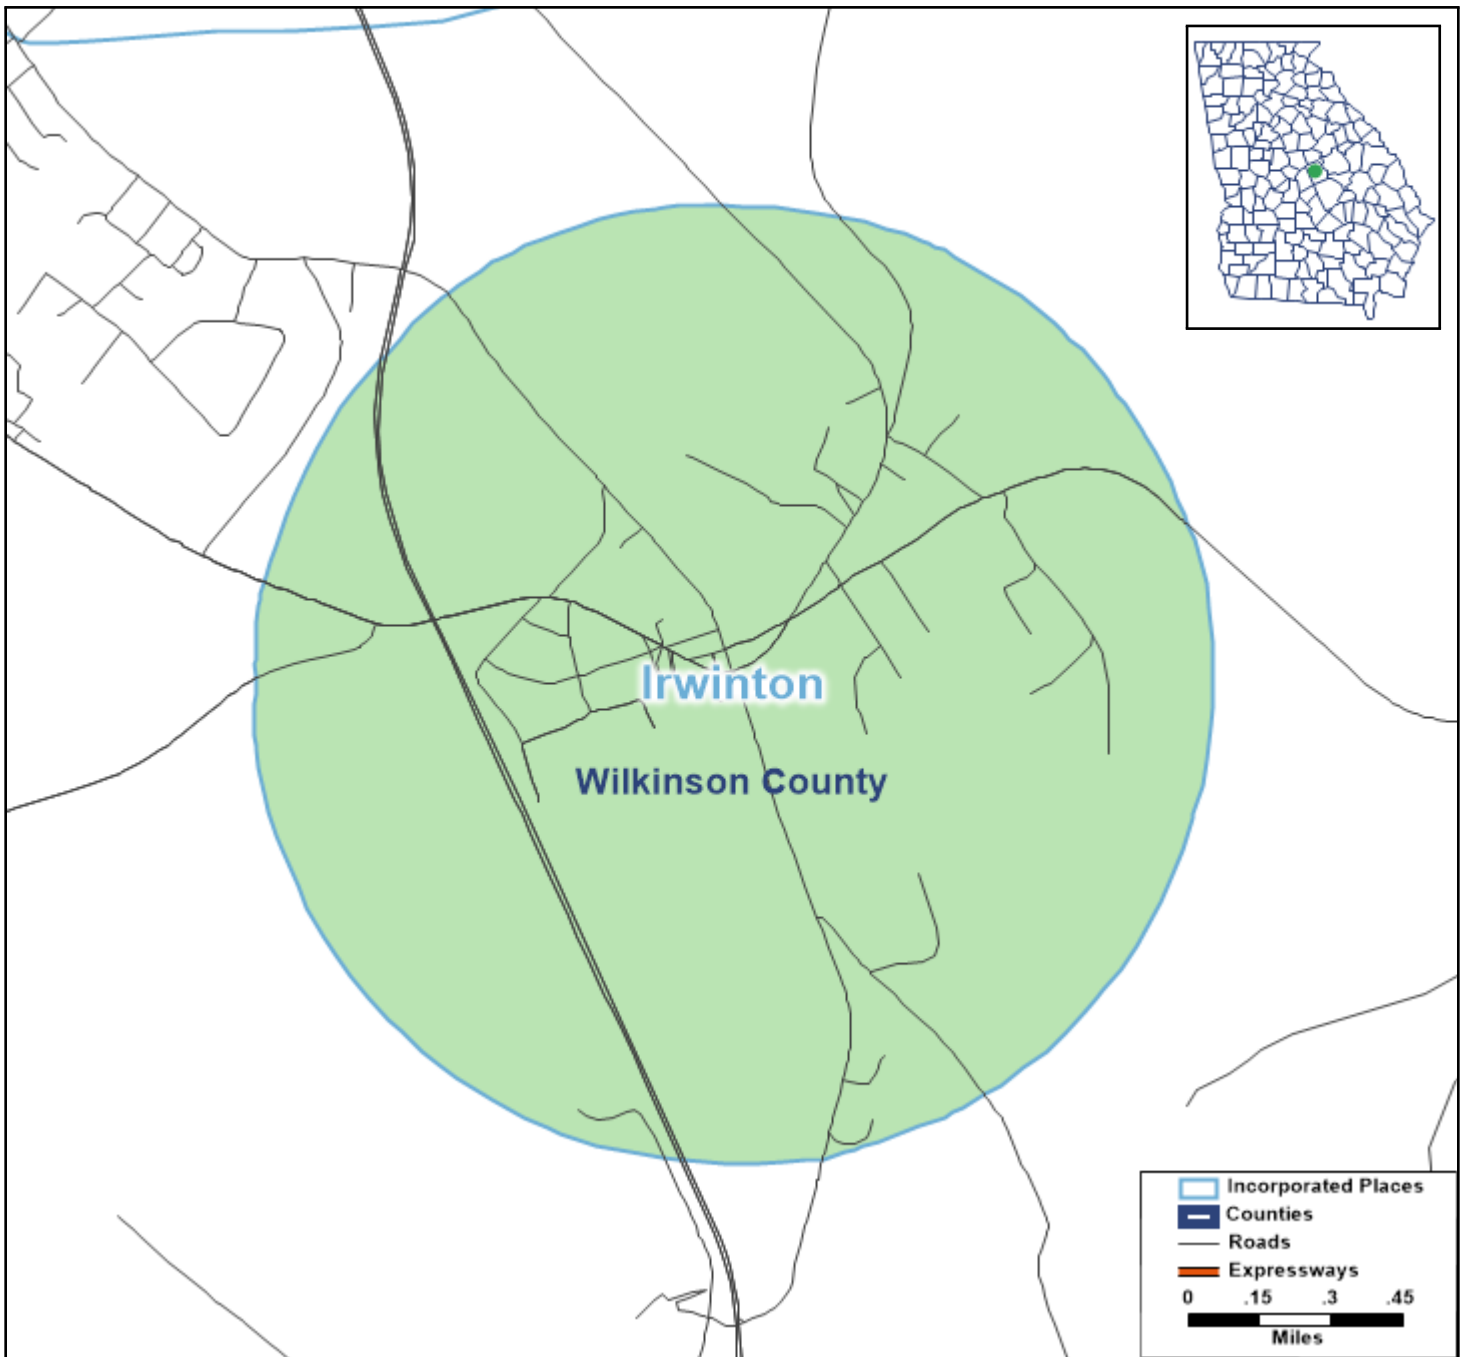 Irwinton
Wilkinson County
Incorporated Places
Counties
Roads
Expressways
0 .15 .3 .45
Miles